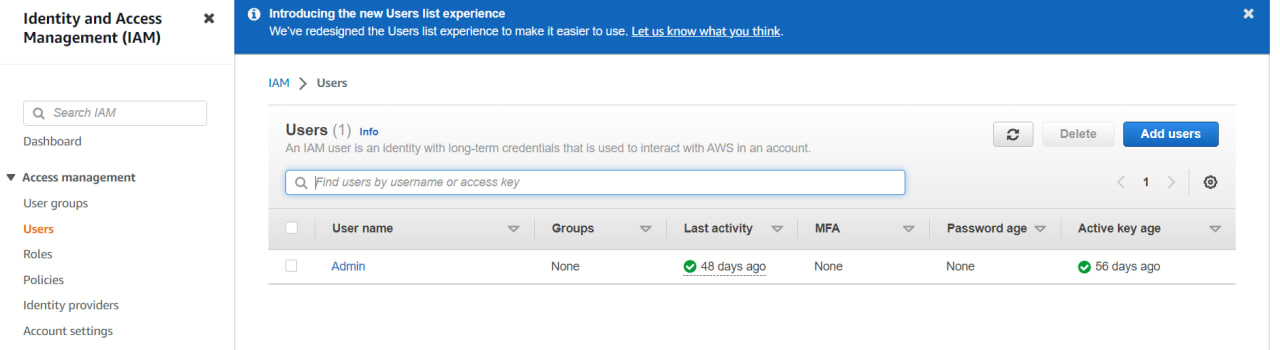 Identity and Access
Management (IAM)
Search IAM
Dashboard
Access management
User groups
Users
Roles
Policies
Identity providers
Account settings
Introducing the new Users list experience
We've redesigned the Users list experience to make it easier to use. Let us know what you think.
IAM > Users
Users (1) Info
An IAM user is an identity with long-term credentials that is used to interact with AWS in an account.
Delete
Add users
Find users by username or access key
1
User name Groups Last activity MFA Password age Active key age
Admin None 48 days ago None None 56 days ago